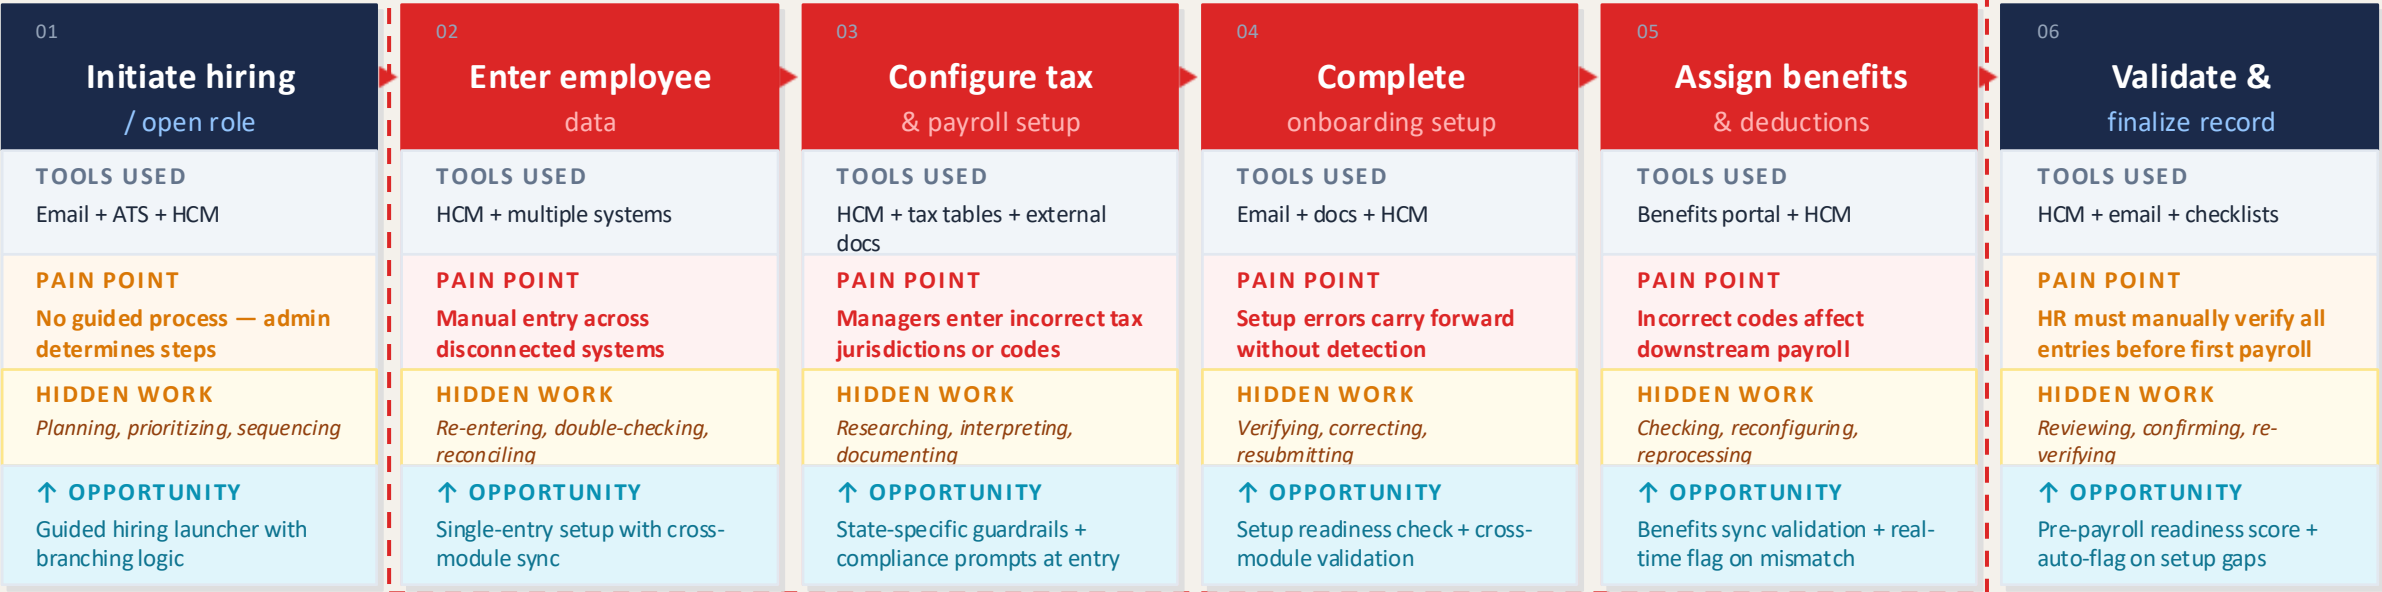 01
Initiate hiring
/ open role
TOOLS USED
Email + ATS + HCM
PAIN POINT
No guided process — admin
determines steps
HIDDEN WORK
Planning, prioritizing, sequencing
↑ OPPORTUNITY
Guided hiring launcher with
branching logic
02
Enter employee
data
TOOLS USED
HCM + multiple systems
PAIN POINT
Manual entry across
disconnected systems
HIDDEN WORK
Re-entering, double-checking,
reconciling
↑ OPPORTUNITY
Single-entry setup with cross-
module sync
03
Configure tax
& payroll setup
TOOLS USED
HCM + tax tables + external
docs
PAIN POINT
Managers enter incorrect tax
jurisdictions or codes
HIDDEN WORK
Researching, interpreting,
documenting
↑ OPPORTUNITY
State-specific guardrails +
compliance prompts at entry
04
Complete
onboarding setup
TOOLS USED
Email + docs + HCM
PAIN POINT
Setup errors carry forward
without detection
HIDDEN WORK
Verifying, correcting,
resubmitting
↑ OPPORTUNITY
Setup readiness check + cross-
module validation
05
Assign benefits
& deductions
TOOLS USED
Benefits portal + HCM
PAIN POINT
Incorrect codes affect
downstream payroll
HIDDEN WORK
Checking, reconfiguring,
reprocessing
↑ OPPORTUNITY
Benefits sync validation + real-
time flag on mismatch
06
Validate &
finalize record
TOOLS USED
HCM + email + checklists
PAIN POINT
HR must manually verify all
entries before first payroll
HIDDEN WORK
Reviewing, confirming, re-
verifying
↑ OPPORTUNITY
Pre-payroll readiness score +
auto-flag on setup gaps